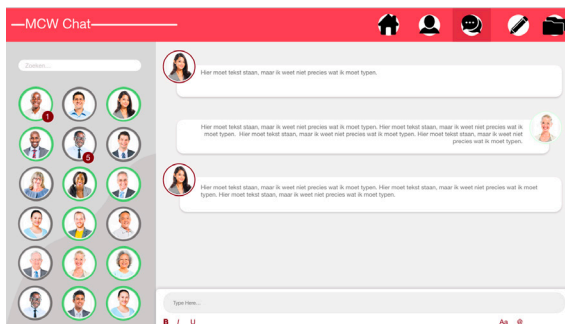 MCW Chat
Zoeken ...
1
5
Hier moet tekst staan, maar ik weet niet precies wat ik moet typen.
Hier moet tekst staan, maar ik weet niet precies wat ik moet typen. Hier moet tekst staan, maar ik weet niet precies wat ik
moet typen. Hier moet tekst staan, maar ik weet niet precies wat ik moet typen. Hier moet tekst staan, maar ik weet niet
precies wat ik moet typen.
Hier moet tekst staan, maar ik weet niet precies wat ik moet typen. Hier moet tekst staan, maar ik weet niet precies wat ik moet
typen. Hier moet tekst staan, maar ik weet niet precies wat ik moet typen.
Type Here...
B I U Aa @